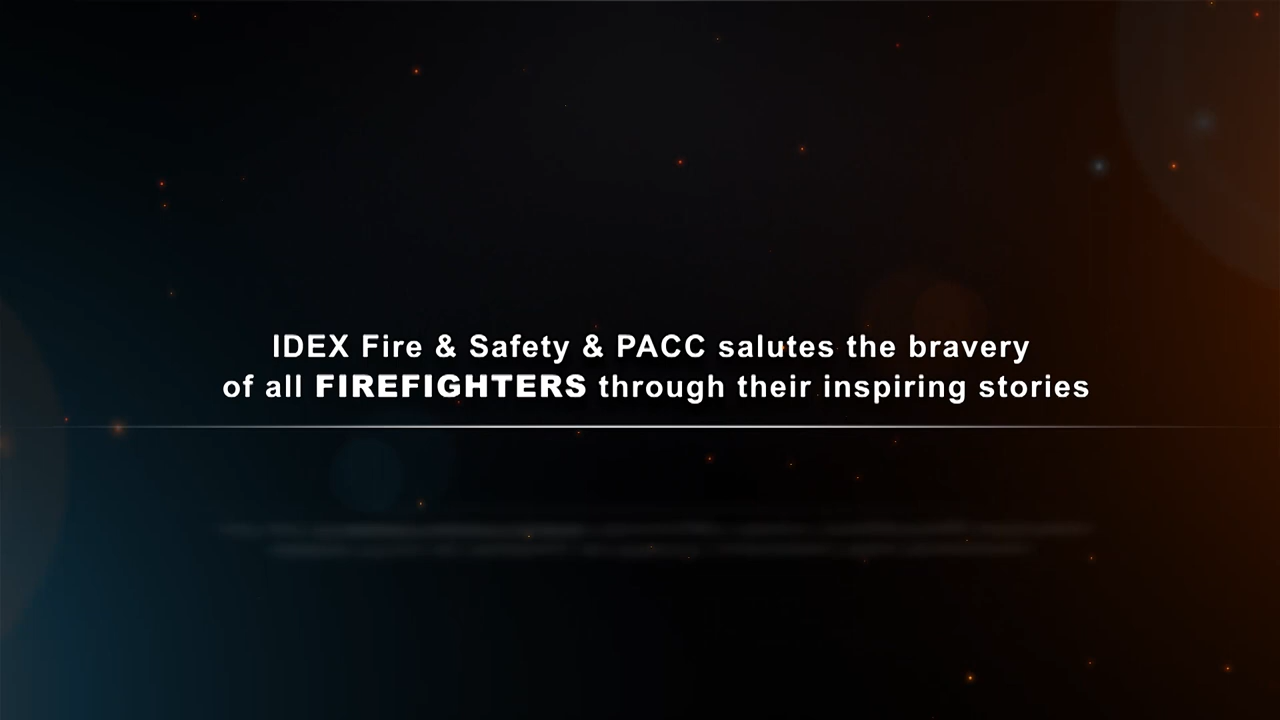 IDEX Fire & Safety & PACC salutes the bravery
of all FIREFIGHTERS through their inspiring stories